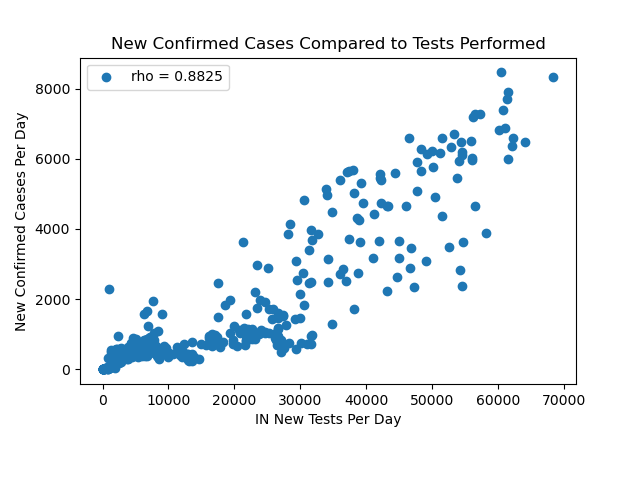 New Confirmed Cases Compared to Tests Performed
rho = 0.8825
8000
6000
4000
2000
0
New Confirmed Caeses Per Day
0 10000 20000 30000 40000 50000 60000 70000
IN New Tests Per Day